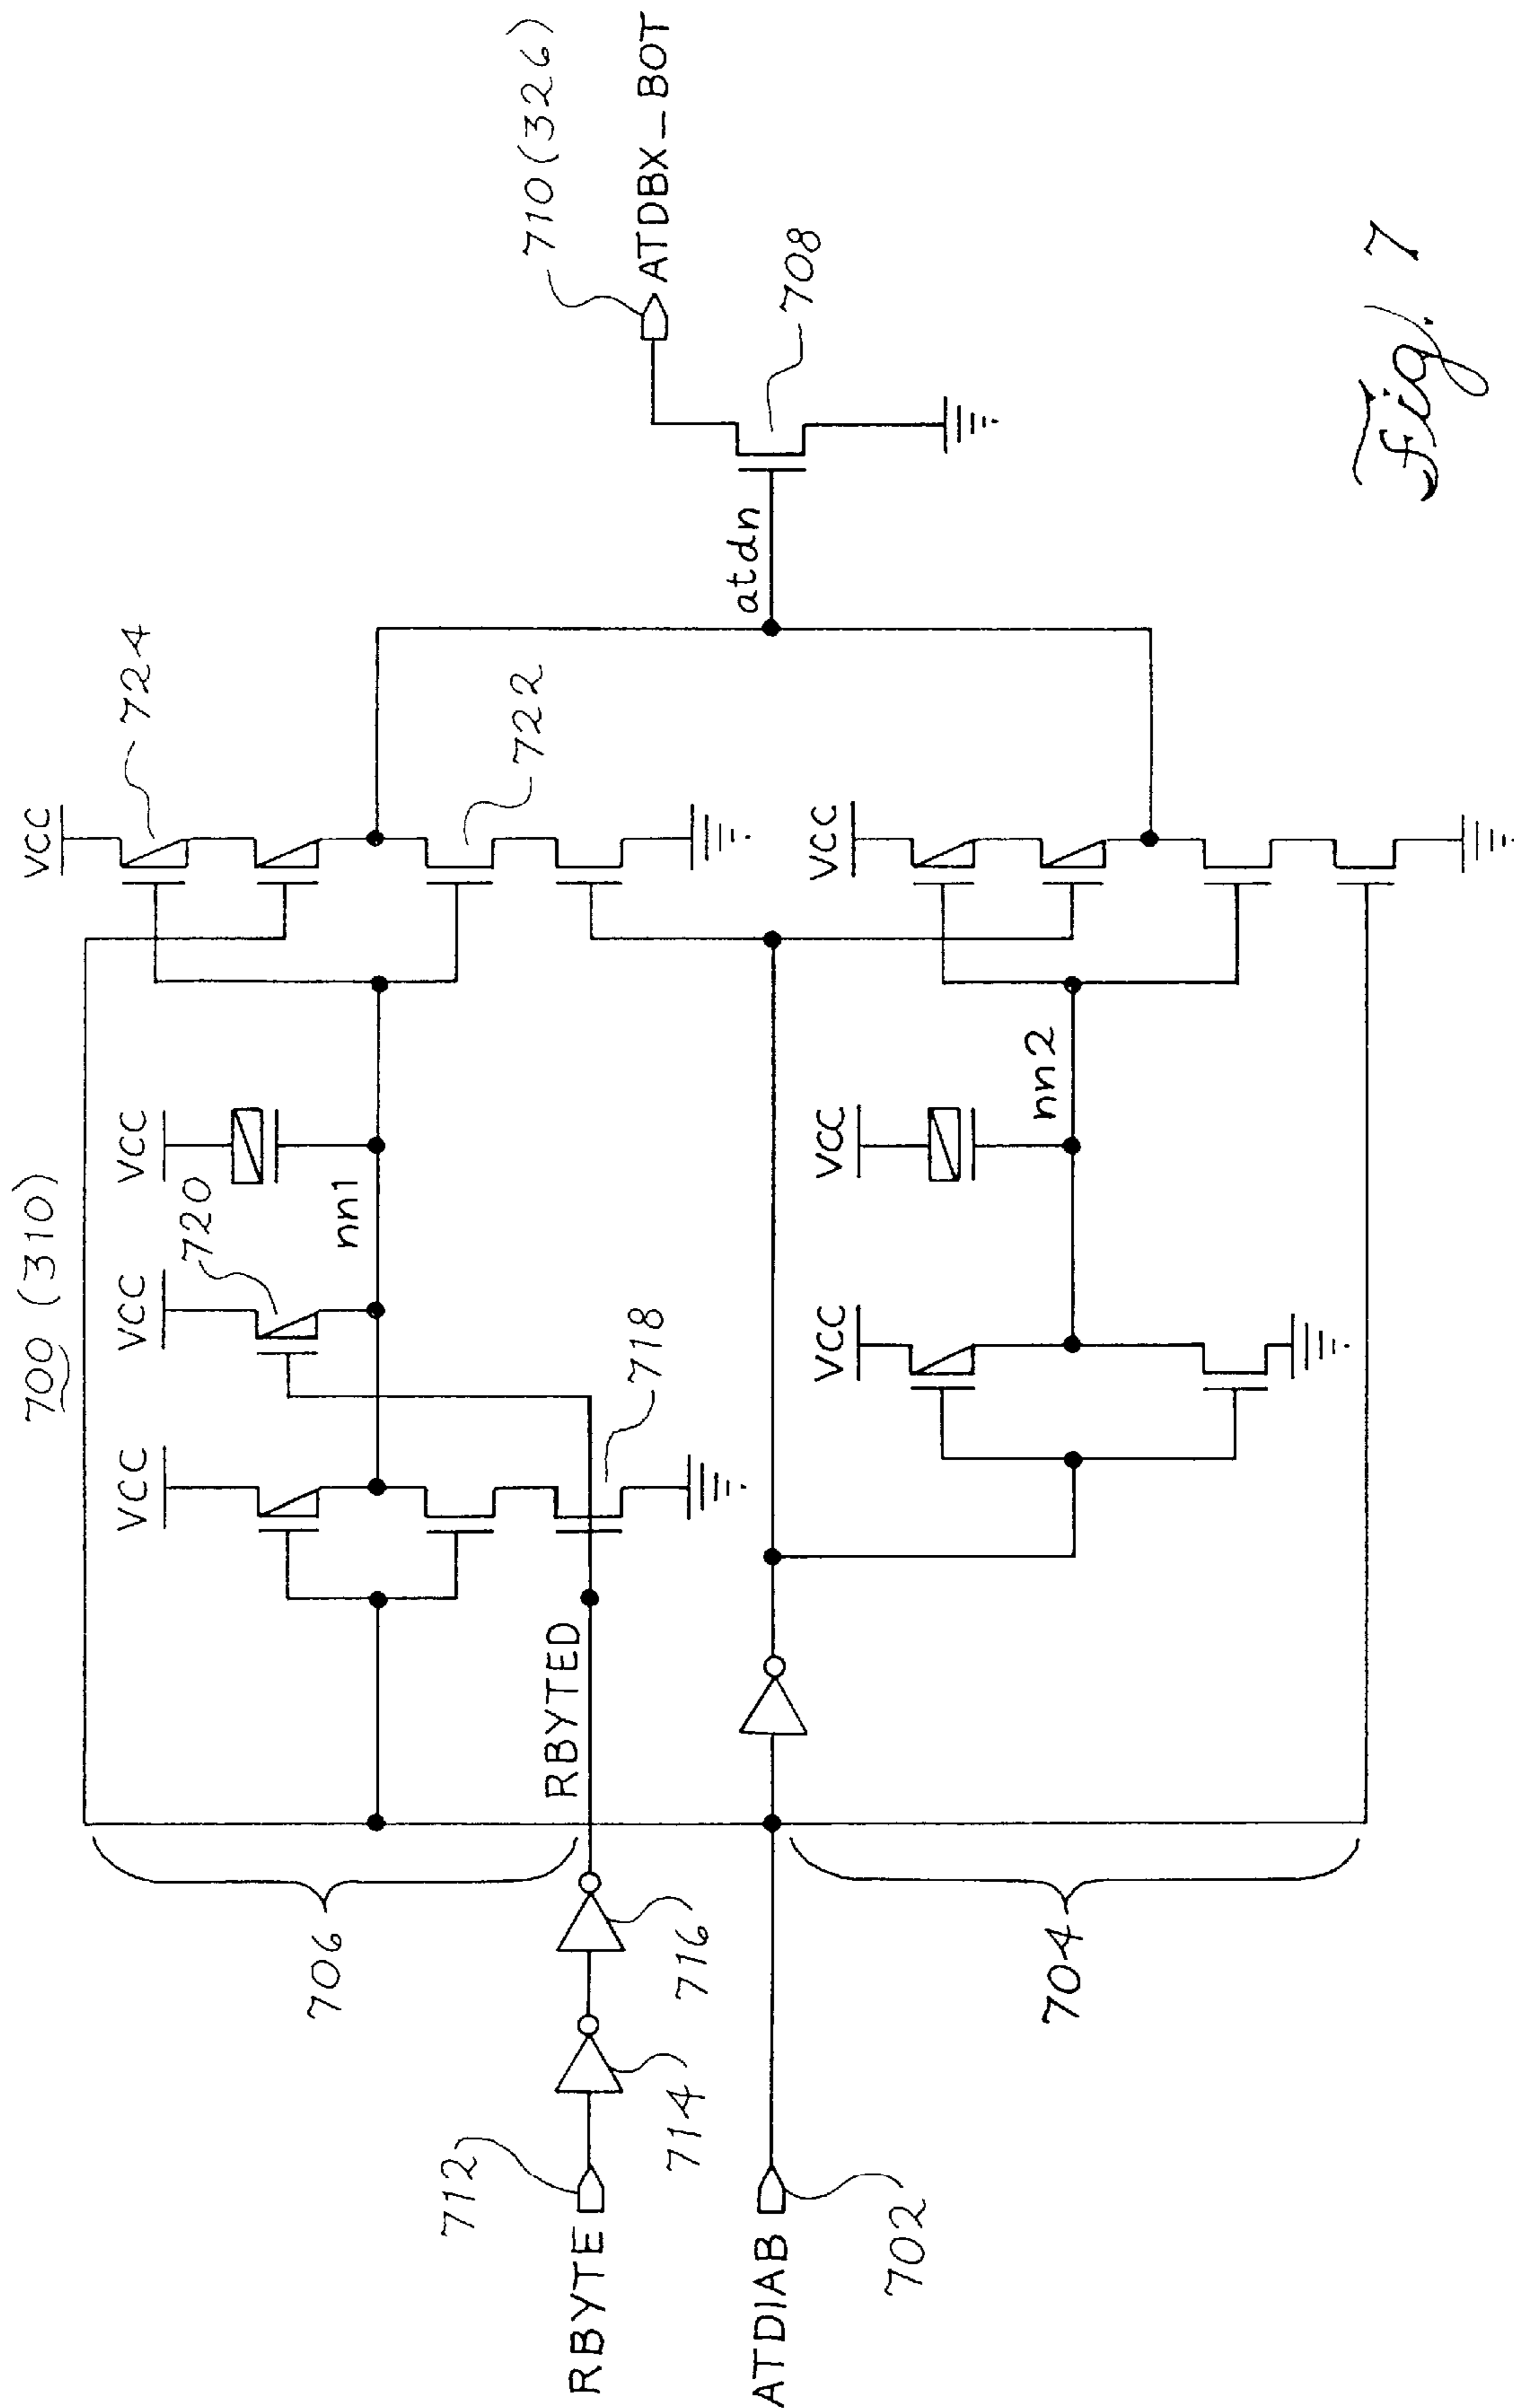 700 (310)
VCC
724
VCC
VCC
VCC
720
nn1
722
718
RBYTED
706
716
714
712
RBYTE
ATDIAB
702
704
VCC
VCC
VCC
nn2
atdn
708
710 (326)
ATDBX_BOT
Fig. 7